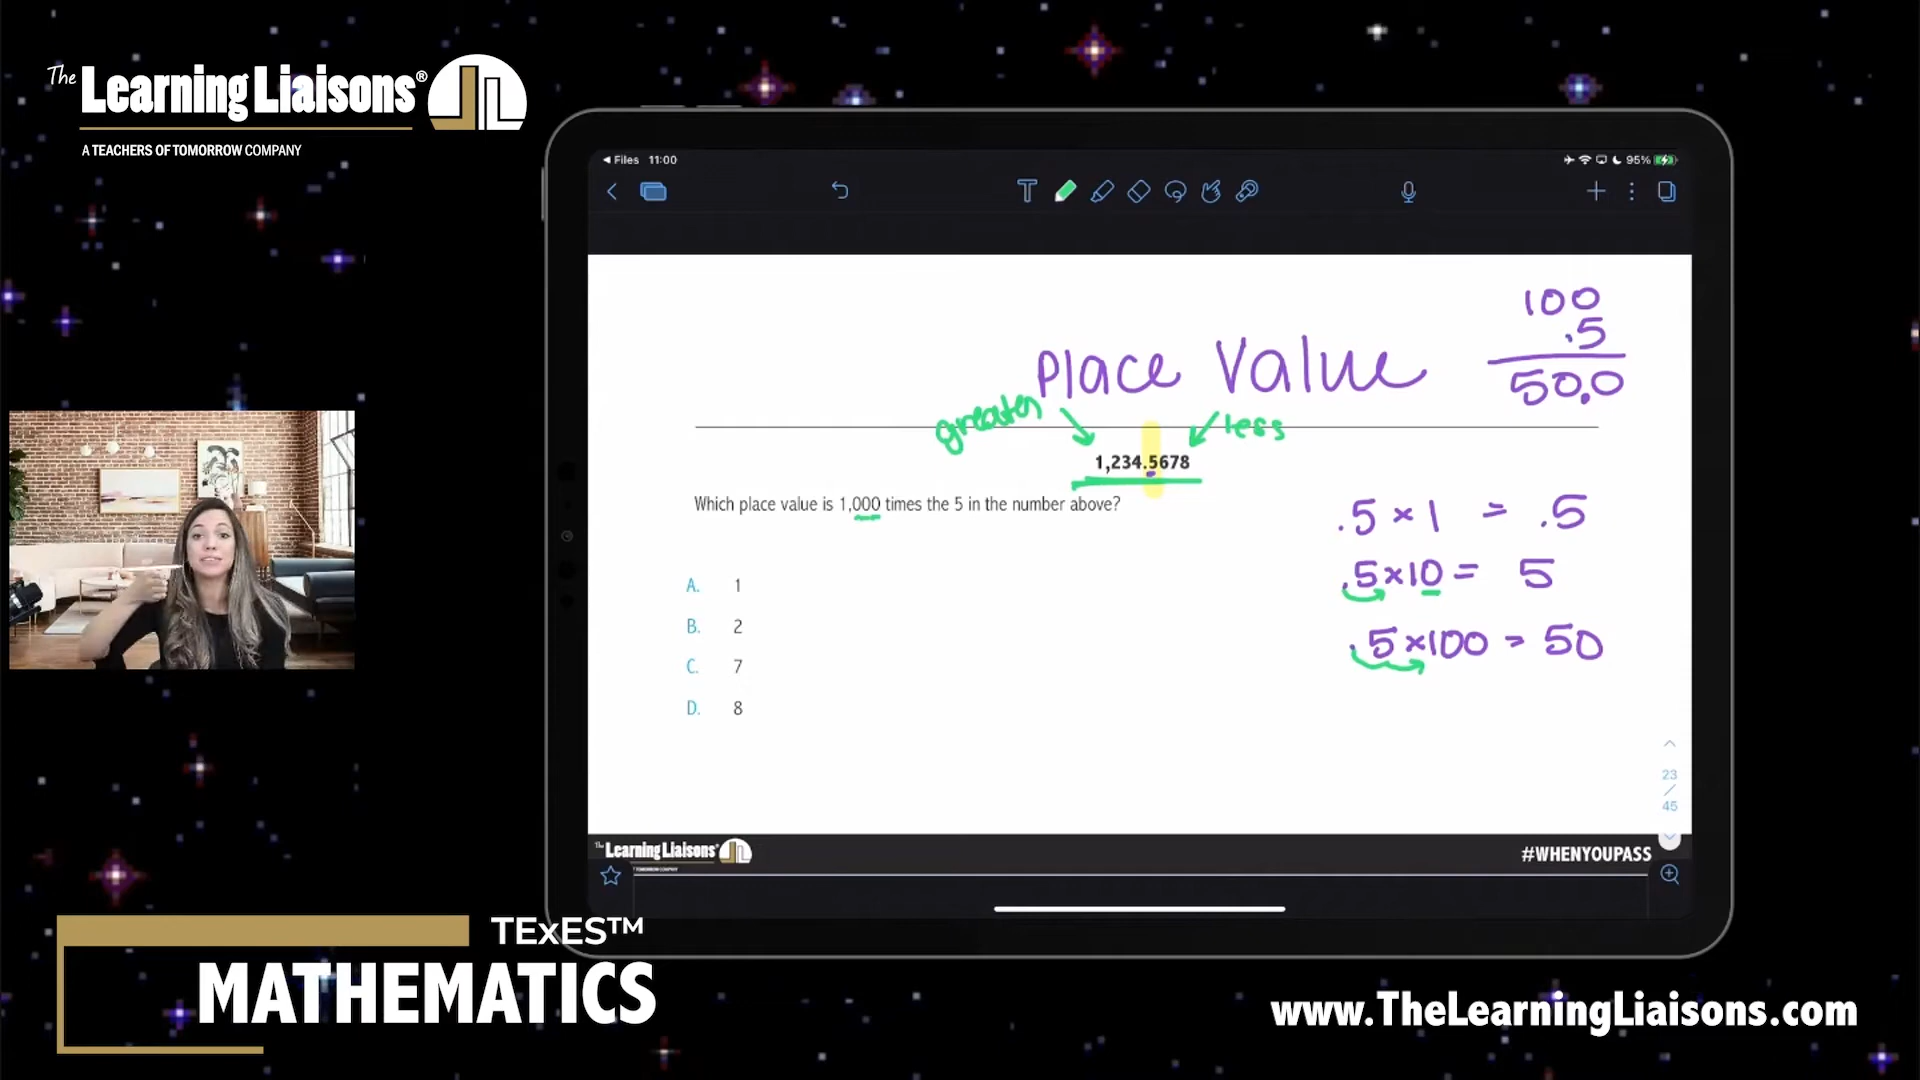 The Learning Liaisons®
A TEACHERS OF TOMORROW COMPANY
Files 11:00
95%
100
.5
50.0
Place Value
greater
less
1,234.5678
Which place value is 1,000 times the 5 in the number above?
A. 1
B. 2
C. 7
D. 8
.5 × 1 = .5
.5 × 10 = 5
.5 × 100 = 50
23
/
45
The Learning Liaisons®
#WHENYOUPASS
TExES™
MATHEMATICS
www.TheLearningLiaisons.com